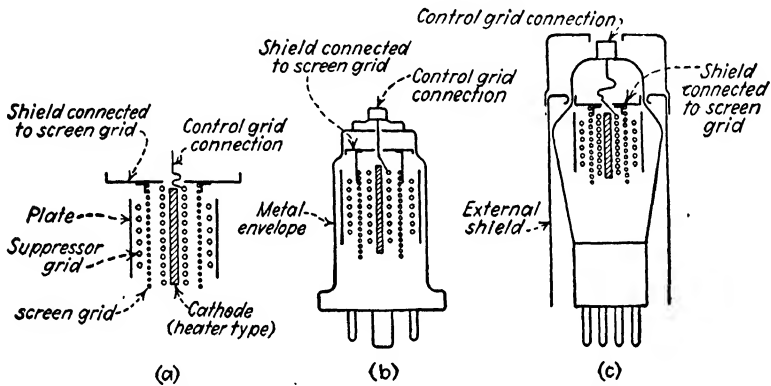 Shield connected
to screen grid
Control grid
connection
Plate
Suppressor
grid
screen grid
Cathode
(heater type)
(a)
Shield connected
to screen grid
Control grid
connection
Metal
envelope
(b)
Control grid
connection
Shield
connected
to screen
grid
External
shield
(c)